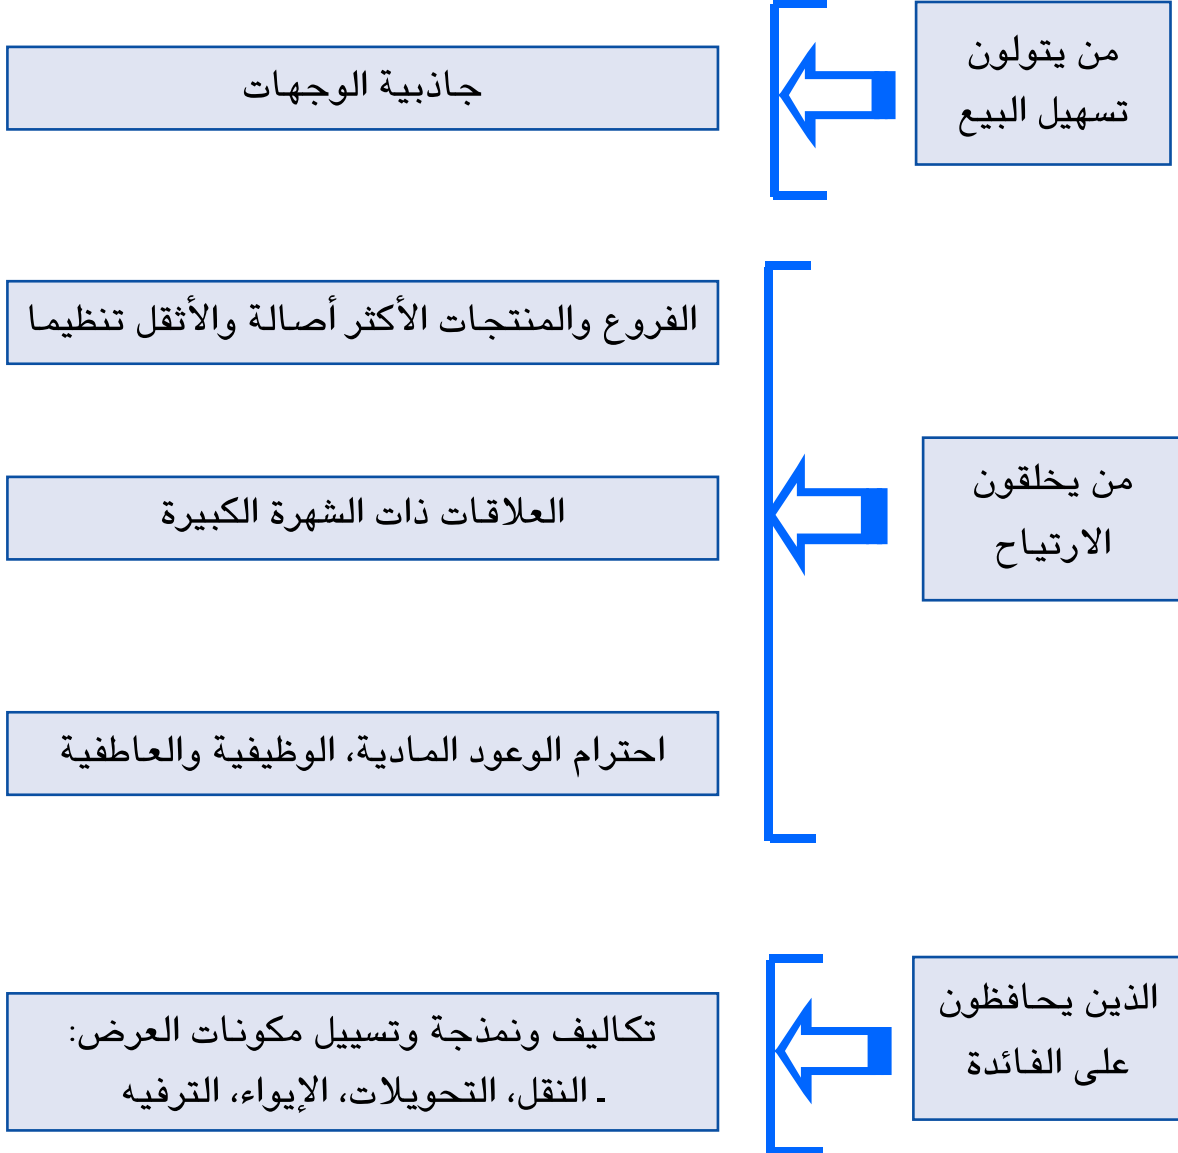 من يتولون
تسهيل البيع
جاذبية الوجهات
الفروع والمنتجات الأكثر أصالة والأثقل تنظيما
من يخلقون
الارتياح
العلاقات ذات الشهرة الكبيرة
احترام الوعود المادية، الوظيفية والعاطفية
الذين يحافظون
على الفائدة
تكاليف ونمذجة وتسييل مكونات العرض:
ـ النقل، التحويلات، الإيواء، الترفيه